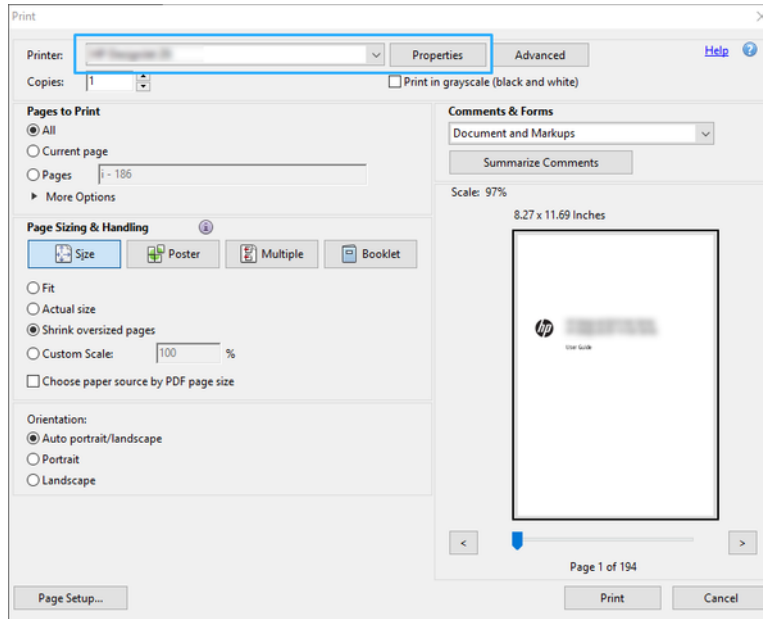 Print
Printer: Properties Advanced Help ?
Copies: 1 Print in grayscale (black and white)
Pages to Print
All
Current page
Pages i - 186
More Options
Page Sizing & Handling i
Size Poster Multiple Booklet
Fit
Actual size
Shrink oversized pages
Custom Scale: 100 %
Choose paper source by PDF page size
Orientation:
Auto portrait/landscape
Portrait
Landscape
Comments & Forms
Document and Markups
Summarize Comments
Scale: 97%
8.27 x 11.69 Inches
hp
User Guide
< >
Page 1 of 194
Page Setup... Print Cancel